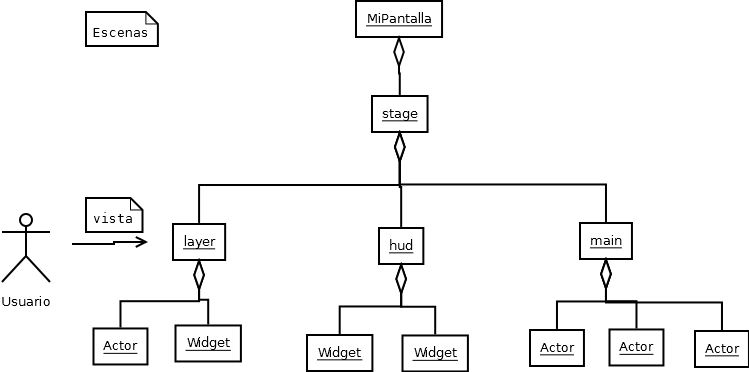 MiPantalla
Escenas
stage
vista
layer
hud
main
Usuario
Actor
Widget
Widget
Widget
Actor
Actor
Actor